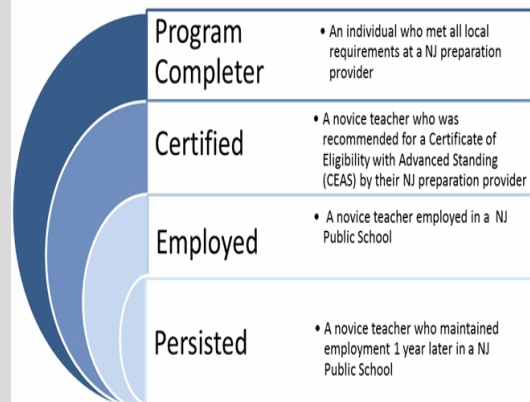 Program
Completer
• An individual who met all local
requirements at a NJ preparation
provider
Certified
• A novice teacher who was
recommended for a Certificate of
Eligibility with Advanced Standing
(CEAS) by their NJ preparation provider
Employed
• A novice teacher employed in a NJ
Public School
Persisted
• A novice teacher who maintained
employment 1 year later in a NJ
Public School